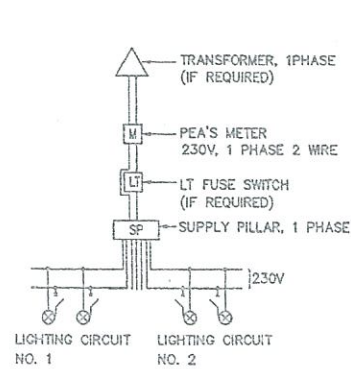 TRANSFORMER, 1PHASE
(IF REQUIRED)
M
PEA'S METER
230V, 1 PHASE 2 WIRE
LT
LT FUSE SWITCH
(IF REQUIRED)
SP
SUPPLY PILLAR, 1 PHASE
230V
LIGHTING CIRCUIT
NO. 1
LIGHTING CIRCUIT
NO. 2